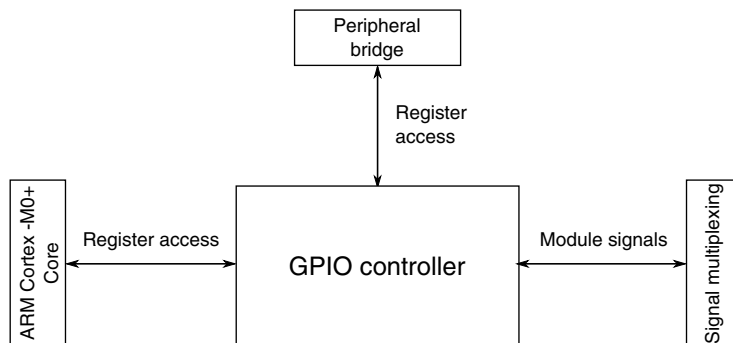 Peripheral
bridge
Register
access
ARM Cortex -M0+
Core
Register access
GPIO controller
Module signals
Signal multiplexing